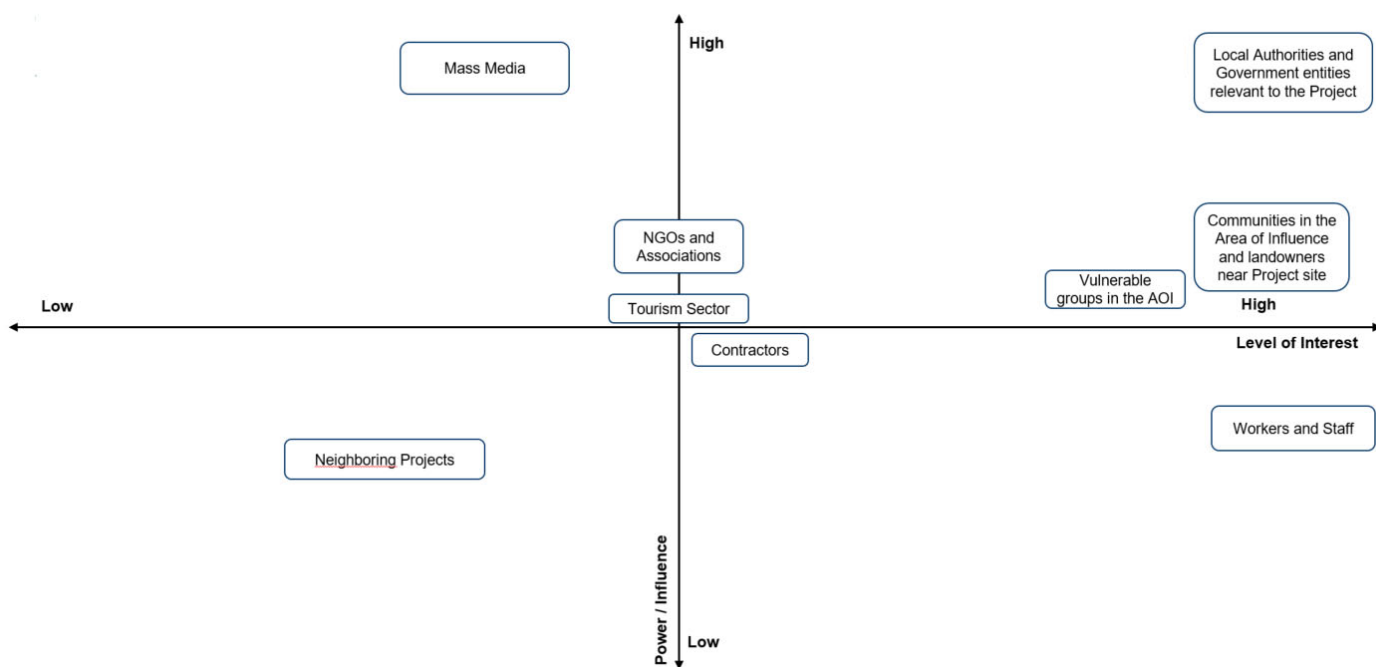 High
Mass Media
Local Authorities and
Government entities
relevant to the Project
NGOs and
Associations
Communities in the
Area of Influence
and landowners
near Project site
Vulnerable
groups in the AOI
Low
Tourism Sector
High
Contractors
Level of Interest
Workers and Staff
Neighboring Projects
Power / Influence
Low